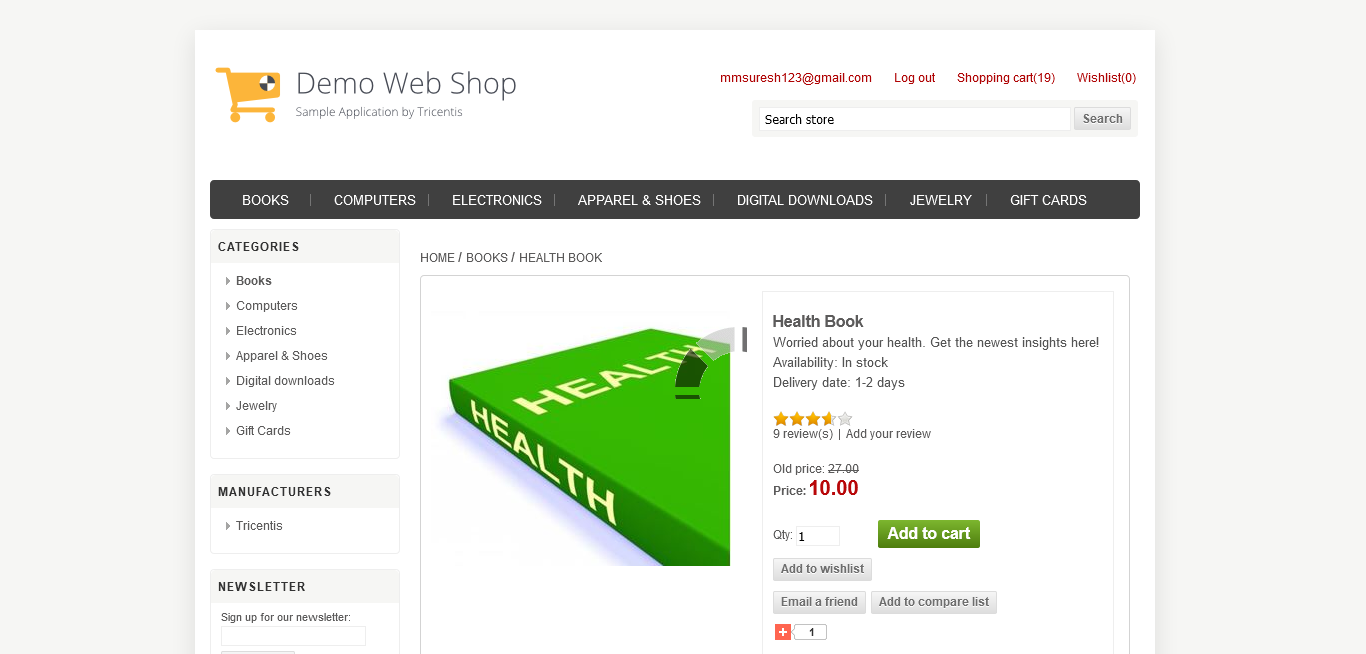 Demo Web Shop
Sample Application by Tricentis
mmsuresh123@gmail.com Log out Shopping cart(19) Wishlist(0)
Search store Search
BOOKS COMPUTERS ELECTRONICS APPAREL & SHOES DIGITAL DOWNLOADS JEWELRY GIFT CARDS
CATEGORIES
Books
Computers
Electronics
Apparel & Shoes
Digital downloads
Jewelry
Gift Cards
MANUFACTURERS
Tricentis
NEWSLETTER
Sign up for our newsletter:
HOME / BOOKS / HEALTH BOOK
HEALTH
HEALTH
Health Book
Worried about your health. Get the newest insights here!
Availability: In stock
Delivery date: 1-2 days
9 review(s) | Add your review
Old price: 27.00
Price: 10.00
Qty: 1 Add to cart
Add to wishlist
Email a friend Add to compare list
1